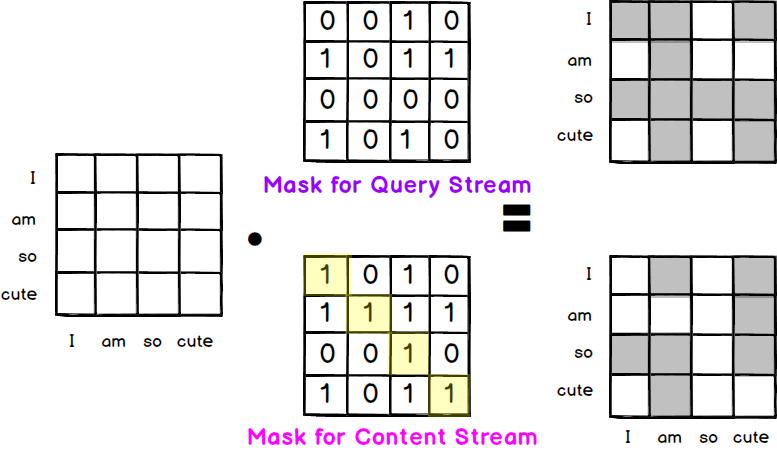 0 0 1 0
1 0 1 1
0 0 0 0
1 0 1 0
Mask for Query Stream
I
am
so
cute
I
am
so
cute
I am so cute
•
=
1 0 1 0
1 1 1 1
0 0 1 0
1 0 1 1
Mask for Content Stream
I
am
so
cute
I am so cute